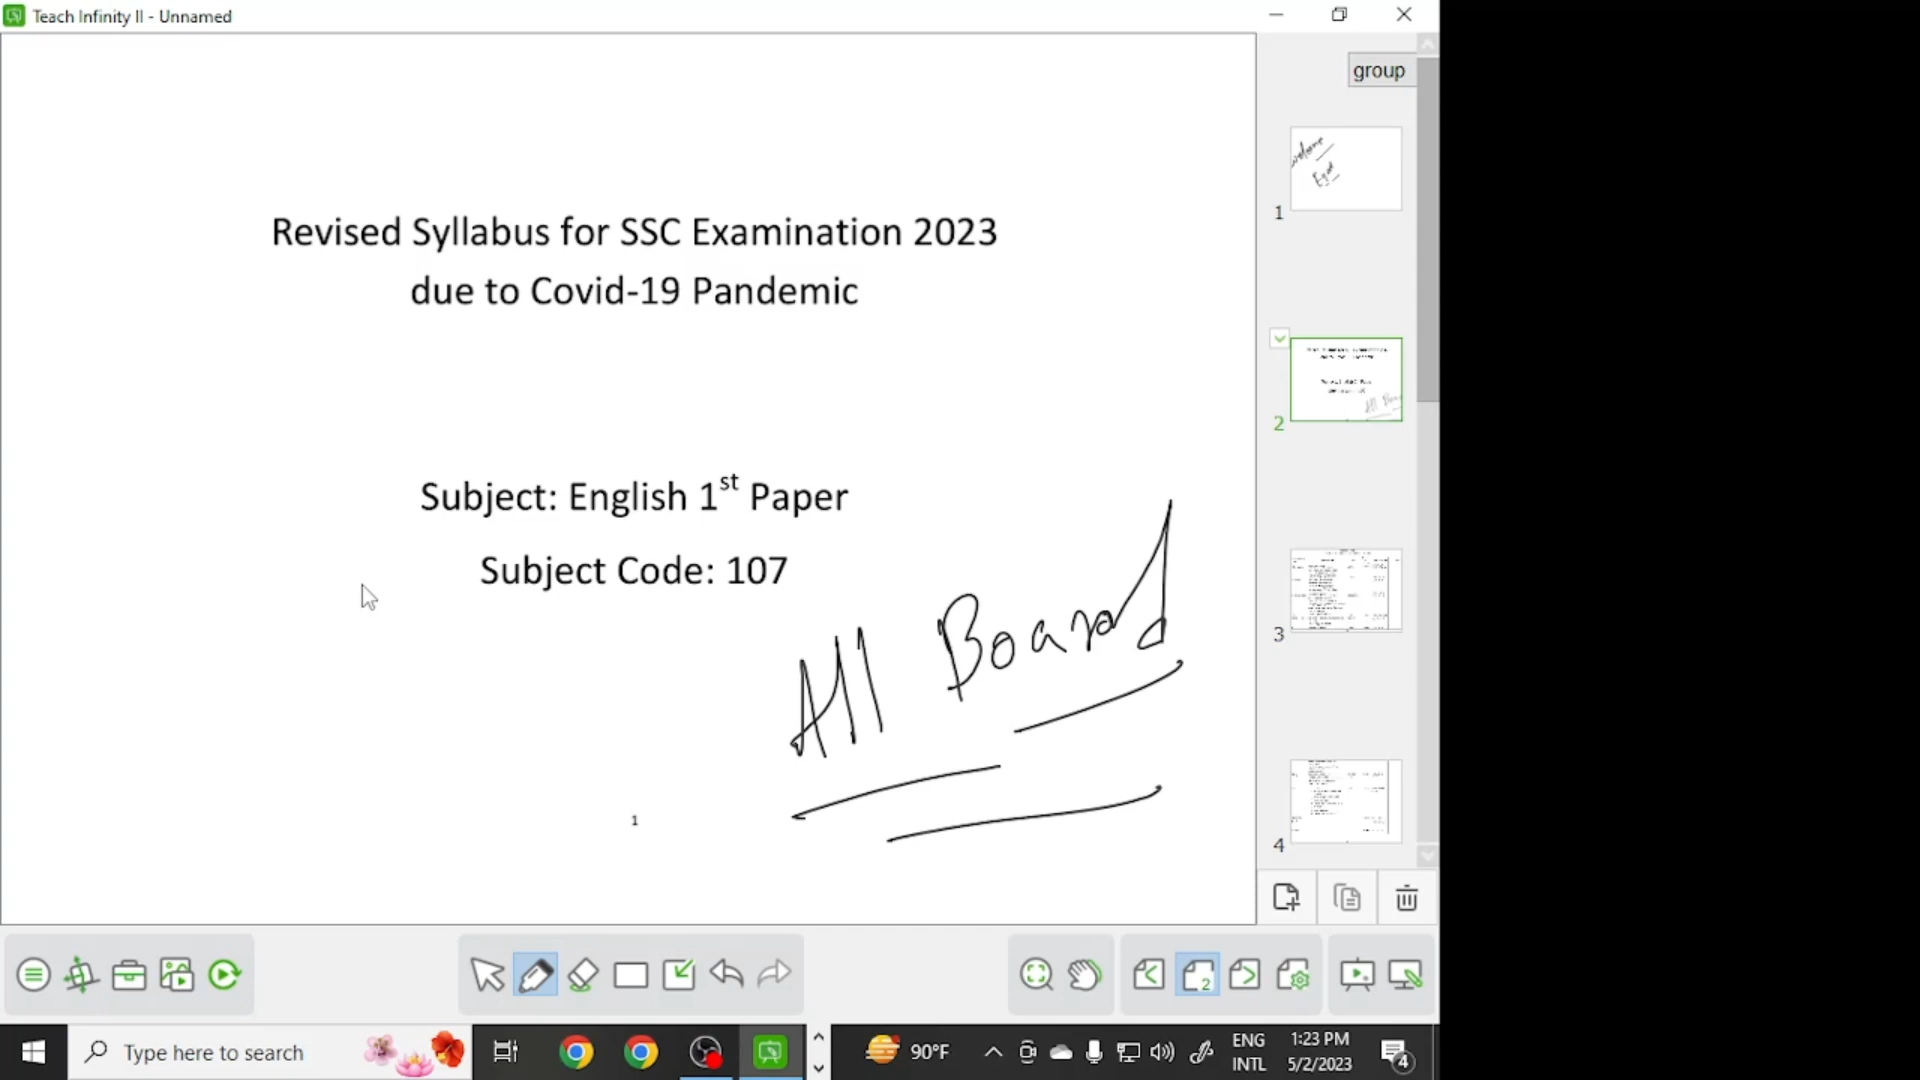 Teach Infinity II - Unnamed
group
1
2
3
4
Revised Syllabus for SSC Examination 2023
due to Covid-19 Pandemic
Subject: English 1st Paper
Subject Code: 107
All Board
1
2
Type here to search
90°F
ENG
INTL
1:23 PM
5/2/2023
4